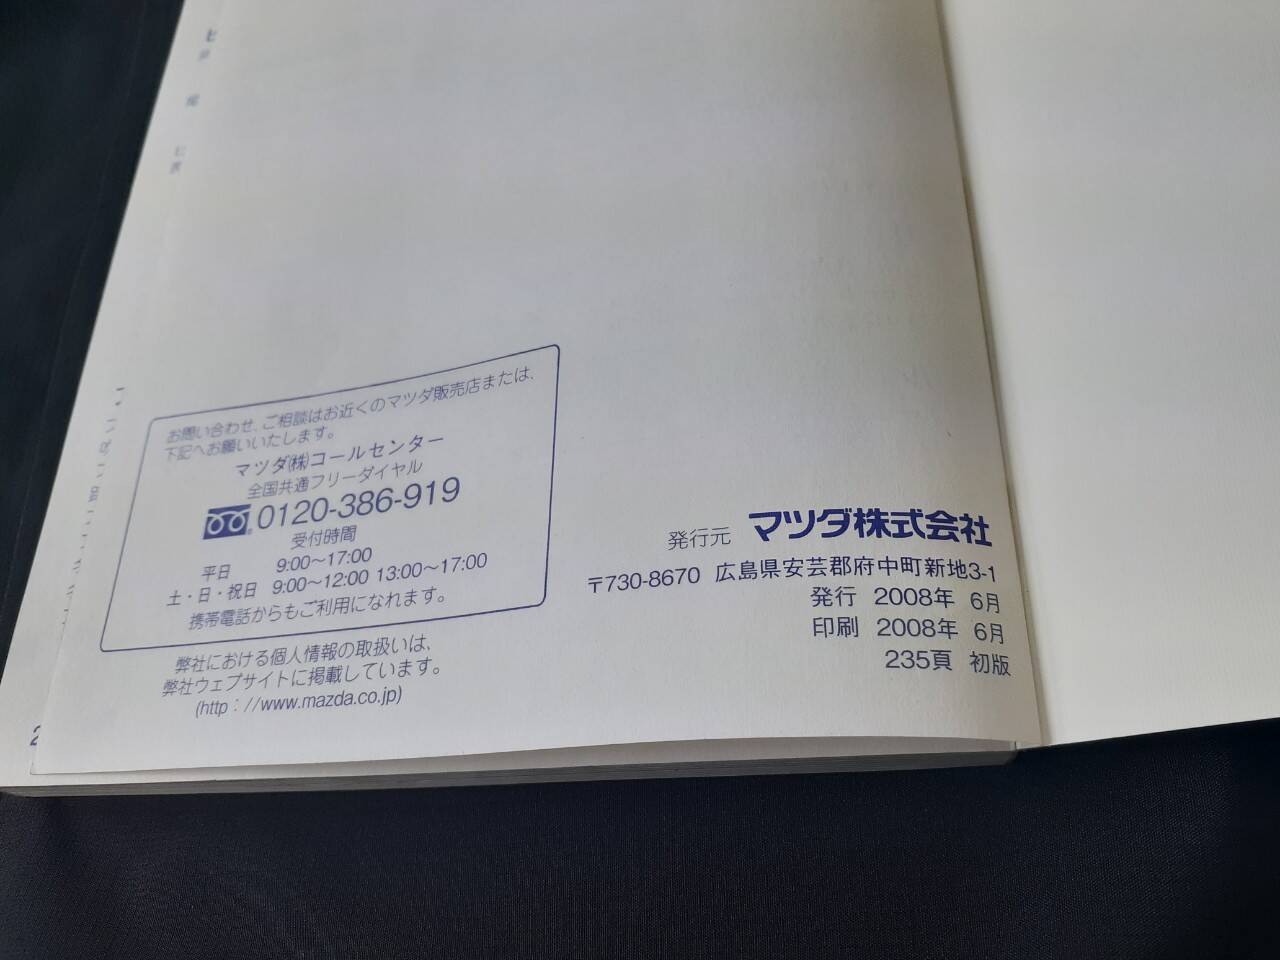 お問い合わせ、ご相談はお近くのマツダ販売店または、
下記へお願いいたします。
マツダ(株)コールセンター
全国共通フリーダイヤル
0120-386-919
受付時間
平日 9:00〜17:00
土・日・祝日 9:00〜12:00 13:00〜17:00
携帯電話からもご利用になれます。
弊社における個人情報の取扱いは、
弊社ウェブサイトに掲載しています。
(http://www.mazda.co.jp)
発行元 マツダ株式会社
〒730-8670 広島県安芸郡府中町新地3-1
発行 2008年 6月
印刷 2008年 6月
235頁 初版